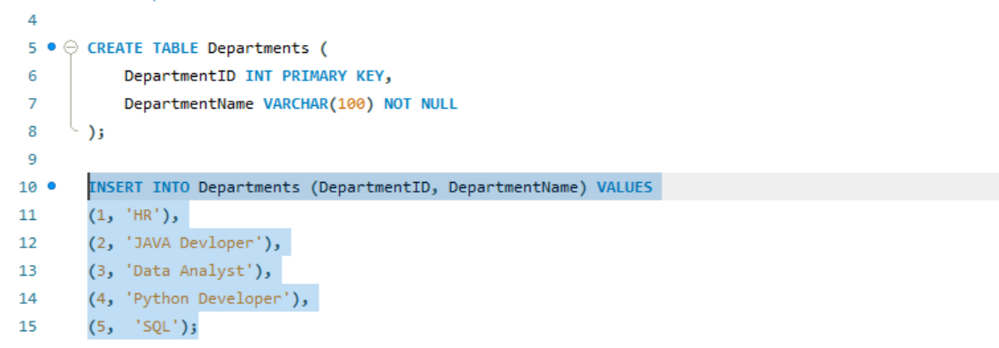 4
5 CREATE TABLE Departments (
6 DepartmentID INT PRIMARY KEY,
7 DepartmentName VARCHAR(100) NOT NULL
8 );
9
10 INSERT INTO Departments (DepartmentID, DepartmentName) VALUES
11 (1, 'HR'),
12 (2, 'JAVA Devloper'),
13 (3, 'Data Analyst'),
14 (4, 'Python Developer'),
15 (5,  'SQL');